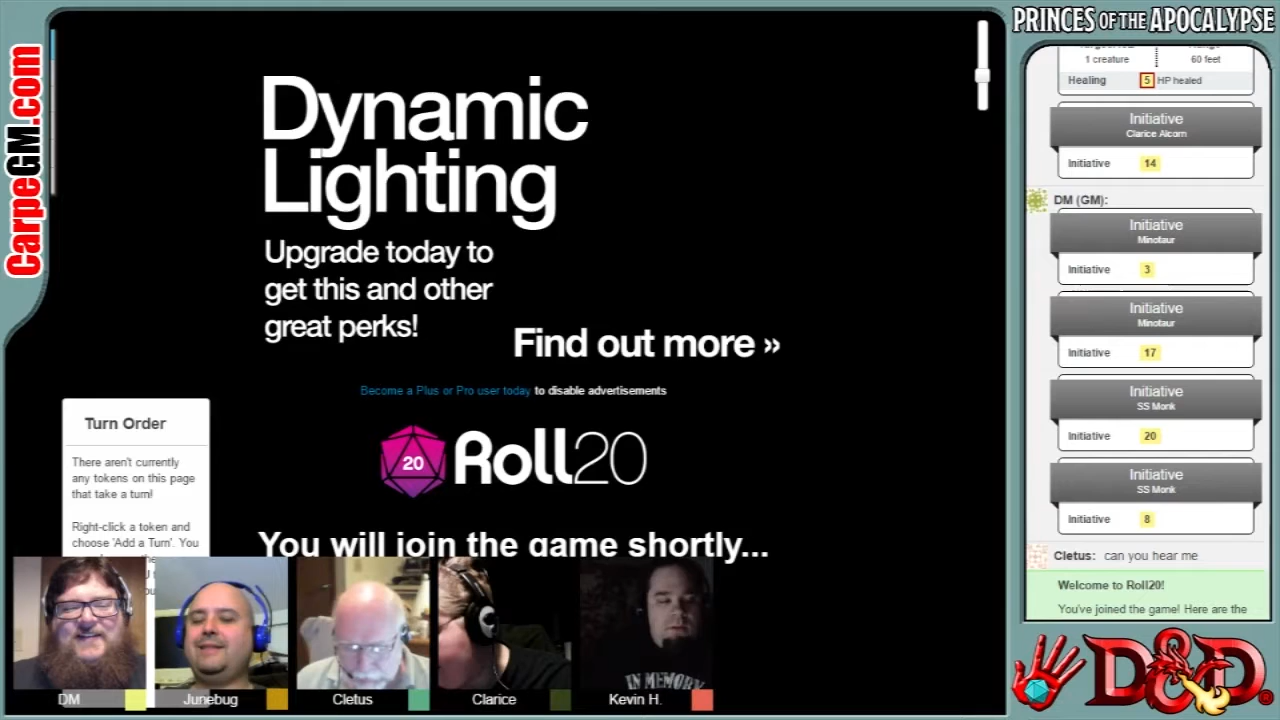 CarpeGM.com
Dynamic
Lighting
Upgrade today to
get this and other
great perks!
Find out more »
Become a Plus or Pro user today to disable advertisements
20
Roll20
You will join the game shortly...
Turn Order
There aren't currently
any tokens on this page
that take a turn!
Right-click a token and
choose 'Add a Turn'. You
DM
Junebug
Cletus
Clarice
Kevin H.
IN MEMORY
PRINCES OF THE APOCALYPSE
1 creature
60 feet
Healing 5 HP healed
Initiative
Clarice Alcorn
Initiative 14
DM (GM):
Initiative
Minotaur
Initiative 3
Initiative
Minotaur
Initiative 17
Initiative
SS Monk
Initiative 20
Initiative
SS Monk
Initiative 8
Cletus: can you hear me
Welcome to Roll20!
You've joined the game! Here are the
D&D